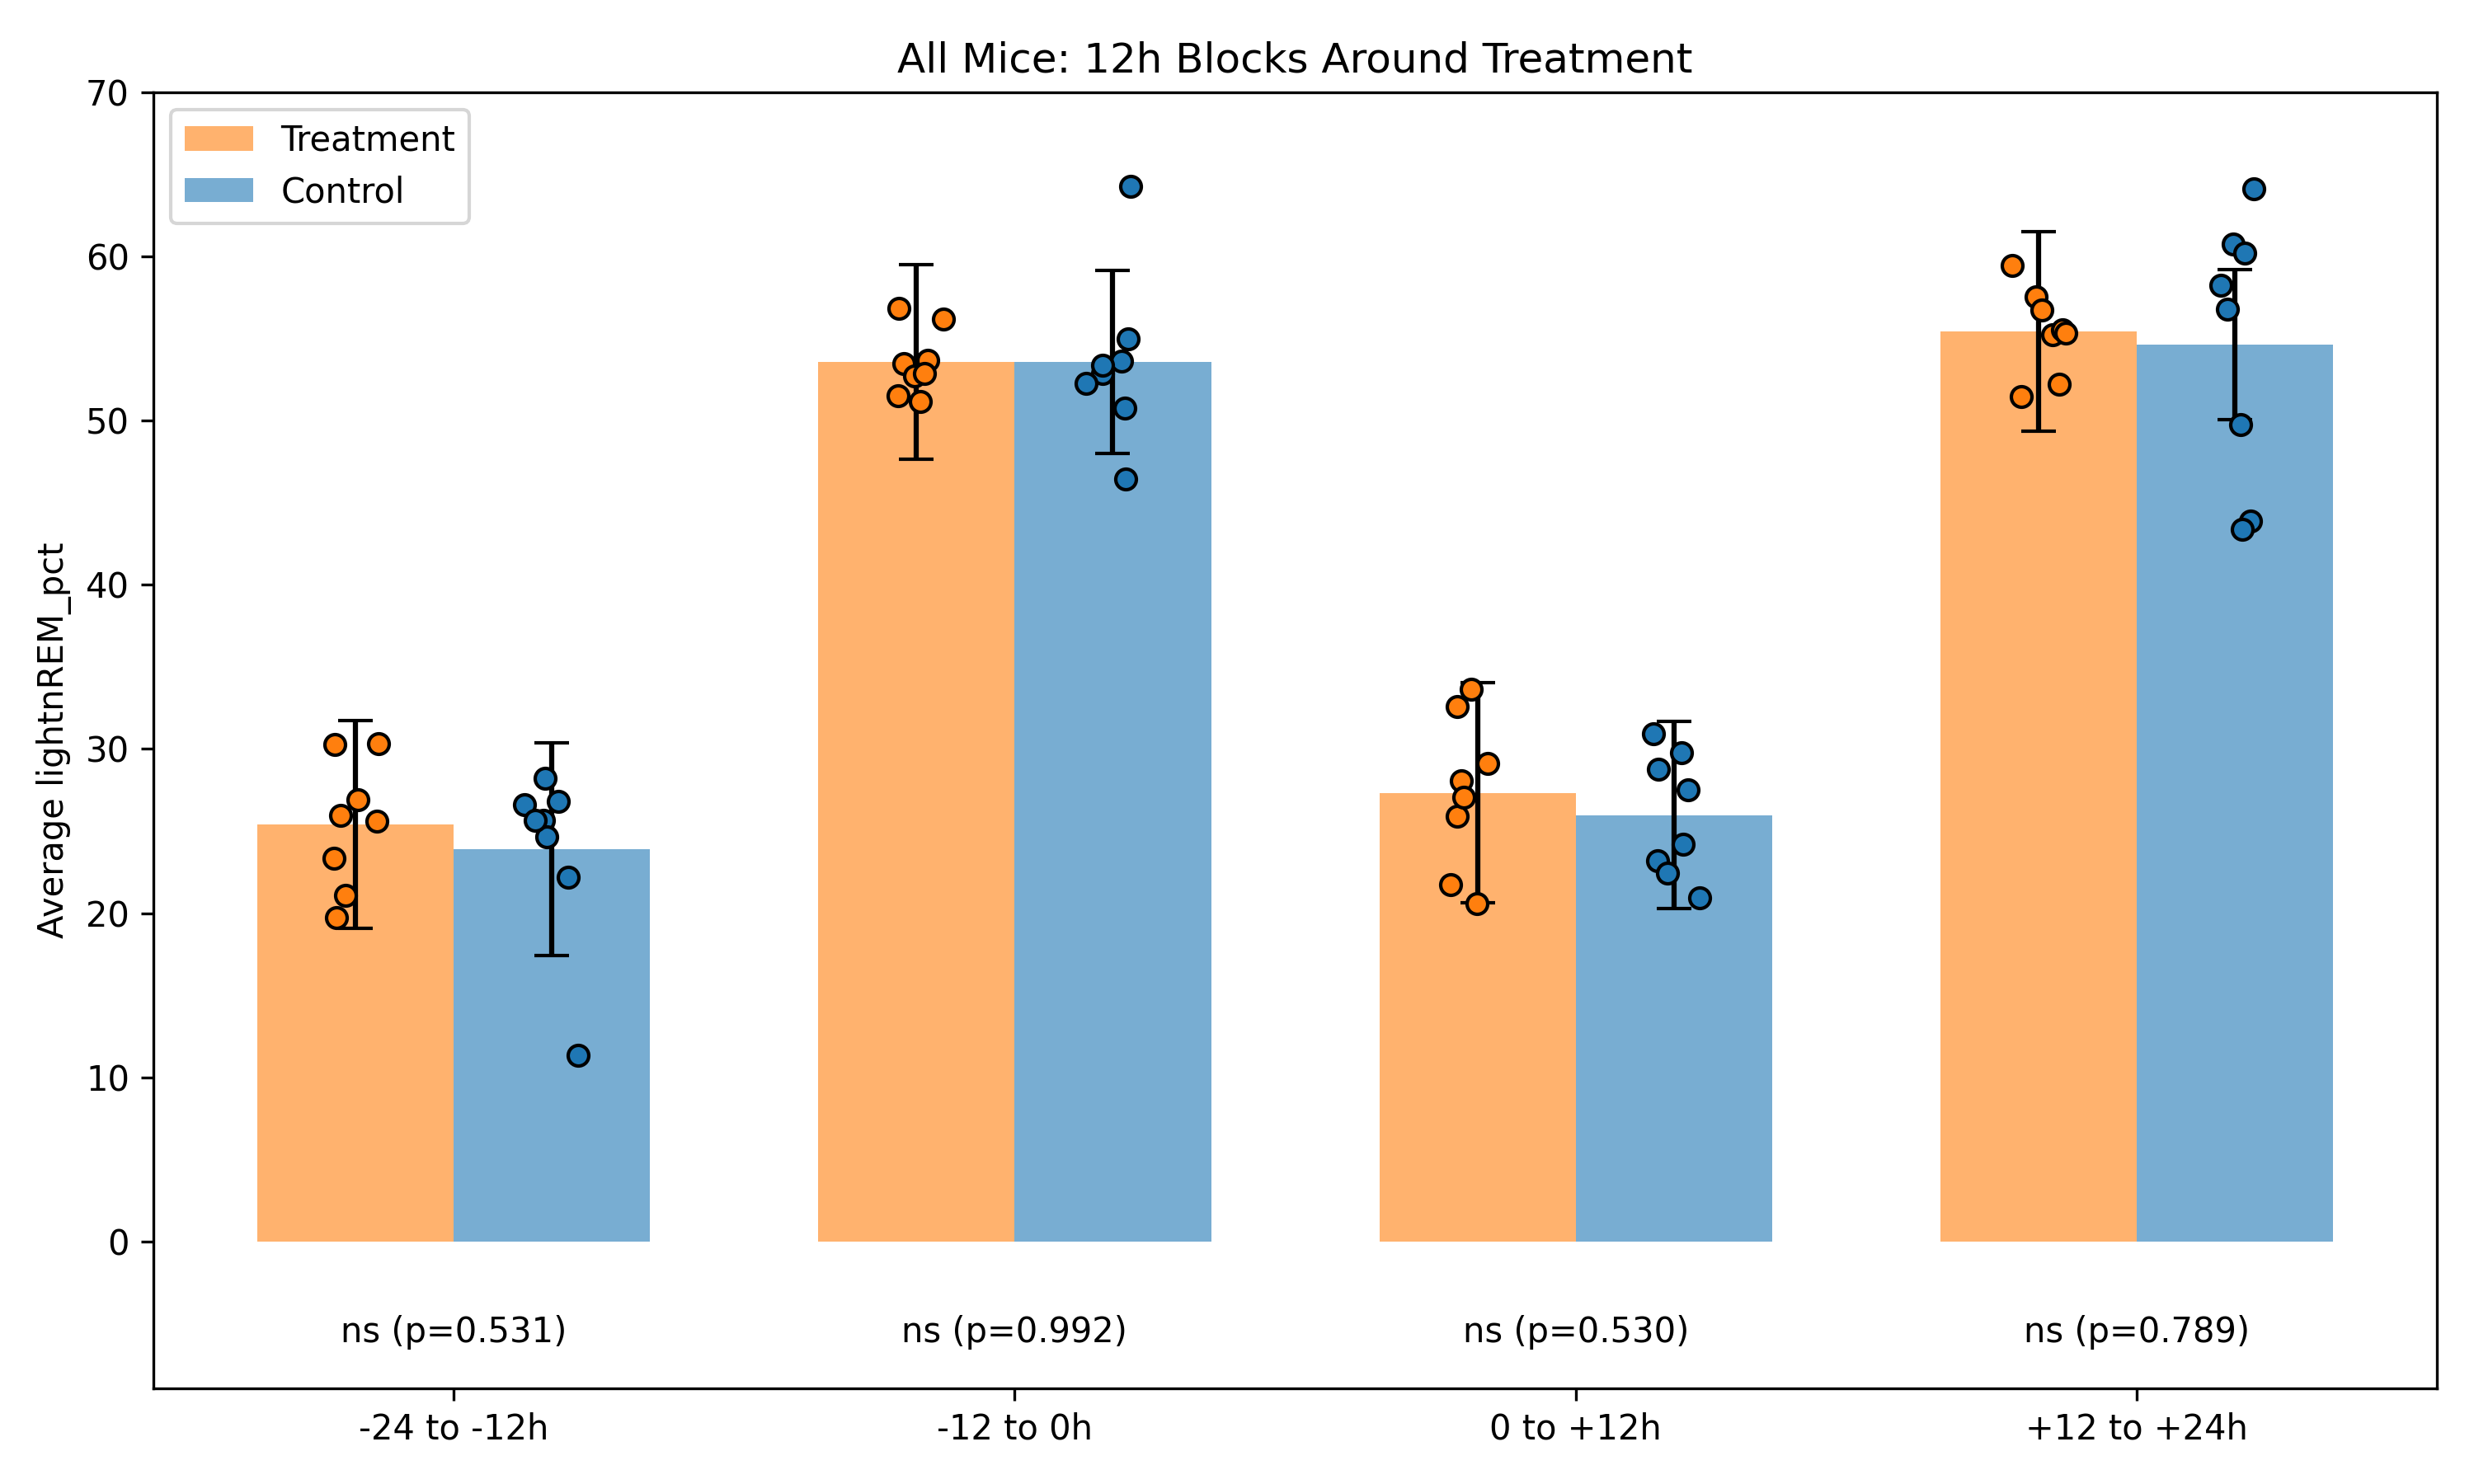 All Mice: 12h Blocks Around Treatment
70
60
50
40
30
20
10
0
Average lightnREM_pct
Treatment
Control
ns (p=0.531)
ns (p=0.992)
ns (p=0.530)
ns (p=0.789)
-24 to -12h
-12 to 0h
0 to +12h
+12 to +24h